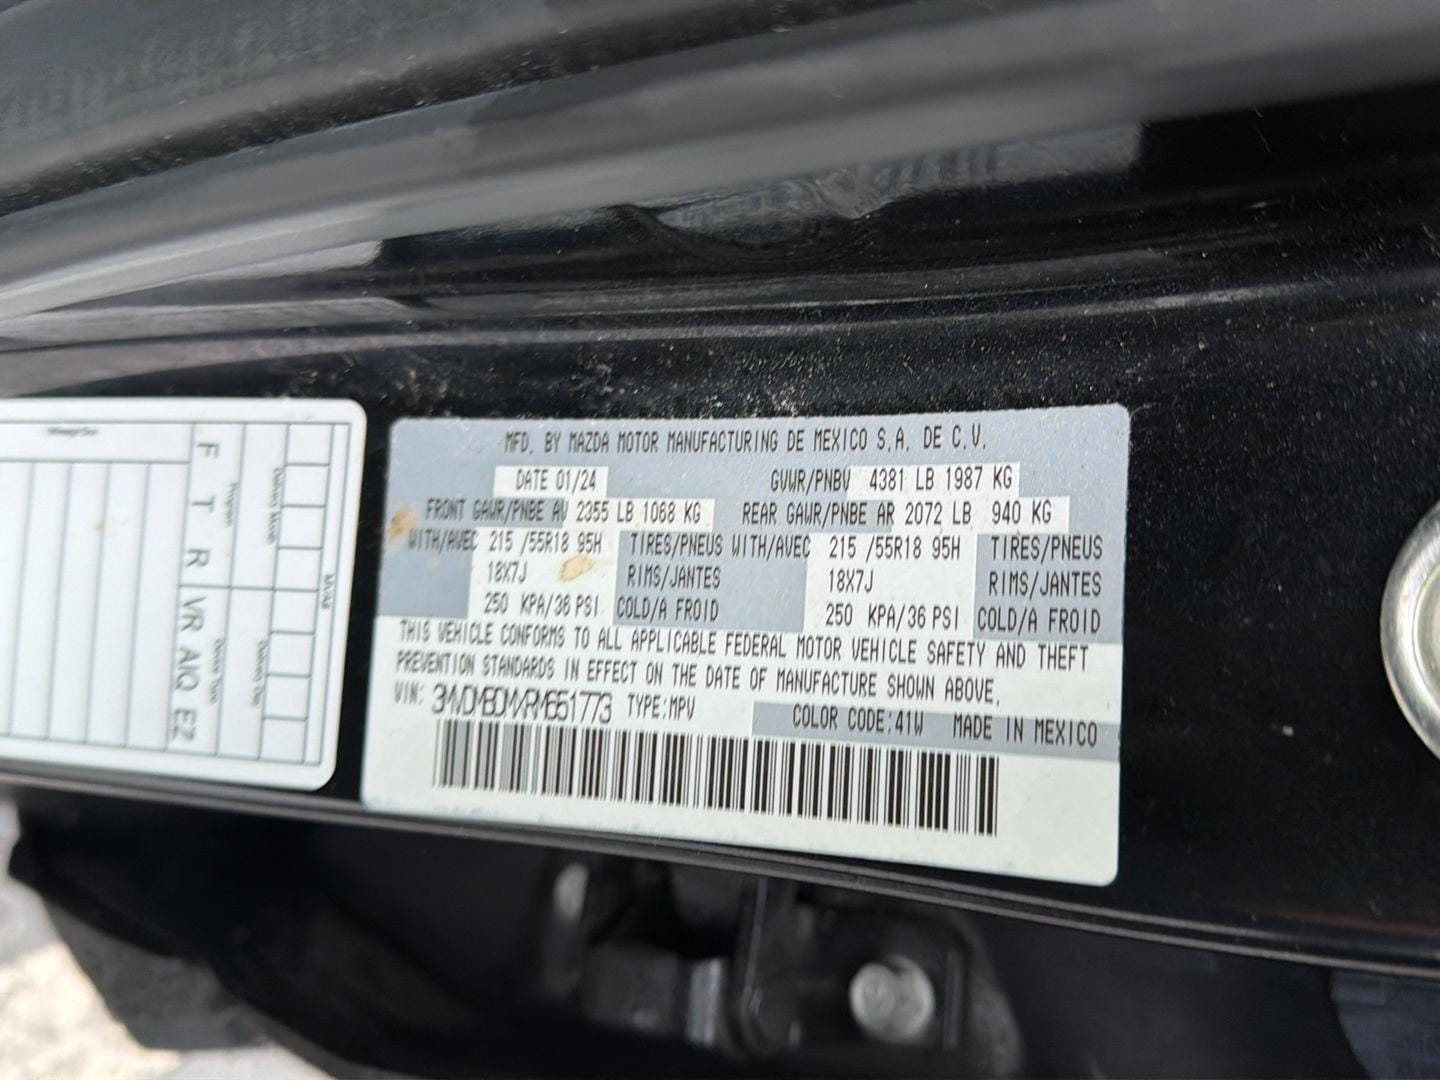 MFD. BY MAZDA MOTOR MANUFACTURING DE MEXICO S.A. DE C.V.
DATE 01/24 GVWR/PNBV 4381 LB 1987 KG
FRONT GAWR/PNBE AV 2355 LB 1068 KG REAR GAWR/PNBE AR 2072 LB 940 KG
WITH/AVEC 215 /55R18 95H TIRES/PNEUS WITH/AVEC 215 /55R18 95H TIRES/PNEUS
18X7J RIMS/JANTES 18X7J RIMS/JANTES
250 KPA/36 PSI COLD/A FROID 250 KPA/36 PSI COLD/A FROID
THIS VEHICLE CONFORMS TO ALL APPLICABLE FEDERAL MOTOR VEHICLE SAFETY AND THEFT
PREVENTION STANDARDS IN EFFECT ON THE DATE OF MANUFACTURE SHOWN ABOVE.
VIN: 3MVDMBDMXRM651773 TYPE:MPV
COLOR CODE:41W MADE IN MEXICO
F T R VR AIQ EZ